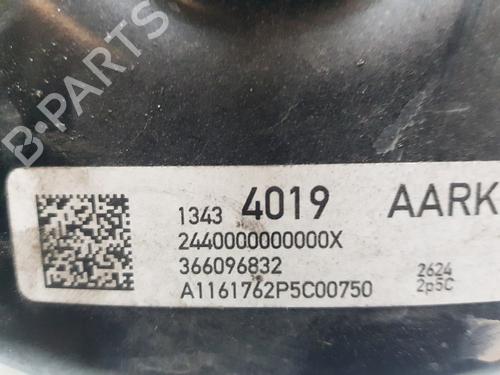 B-PARTS
1343 4019 AARK
2440000000000X
366096832 2624
A1161762P5C00750 2p5C